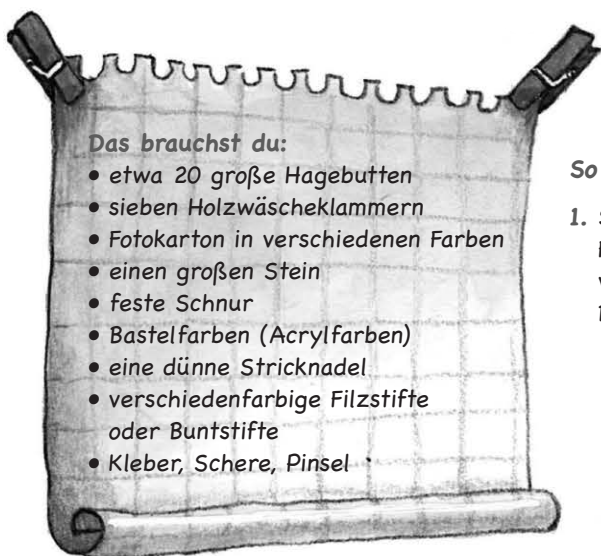 Das brauchst du:
• etwa 20 große Hagebutten
• sieben Holzwäscheklammern
• Fotokarton in verschiedenen Farben
• einen großen Stein
• feste Schnur
• Bastelfarben (Acrylfarben)
• eine dünne Stricknadel
• verschiedenfarbige Filzstifte
oder Buntstifte
• Kleber, Schere, Pinsel
So
1.